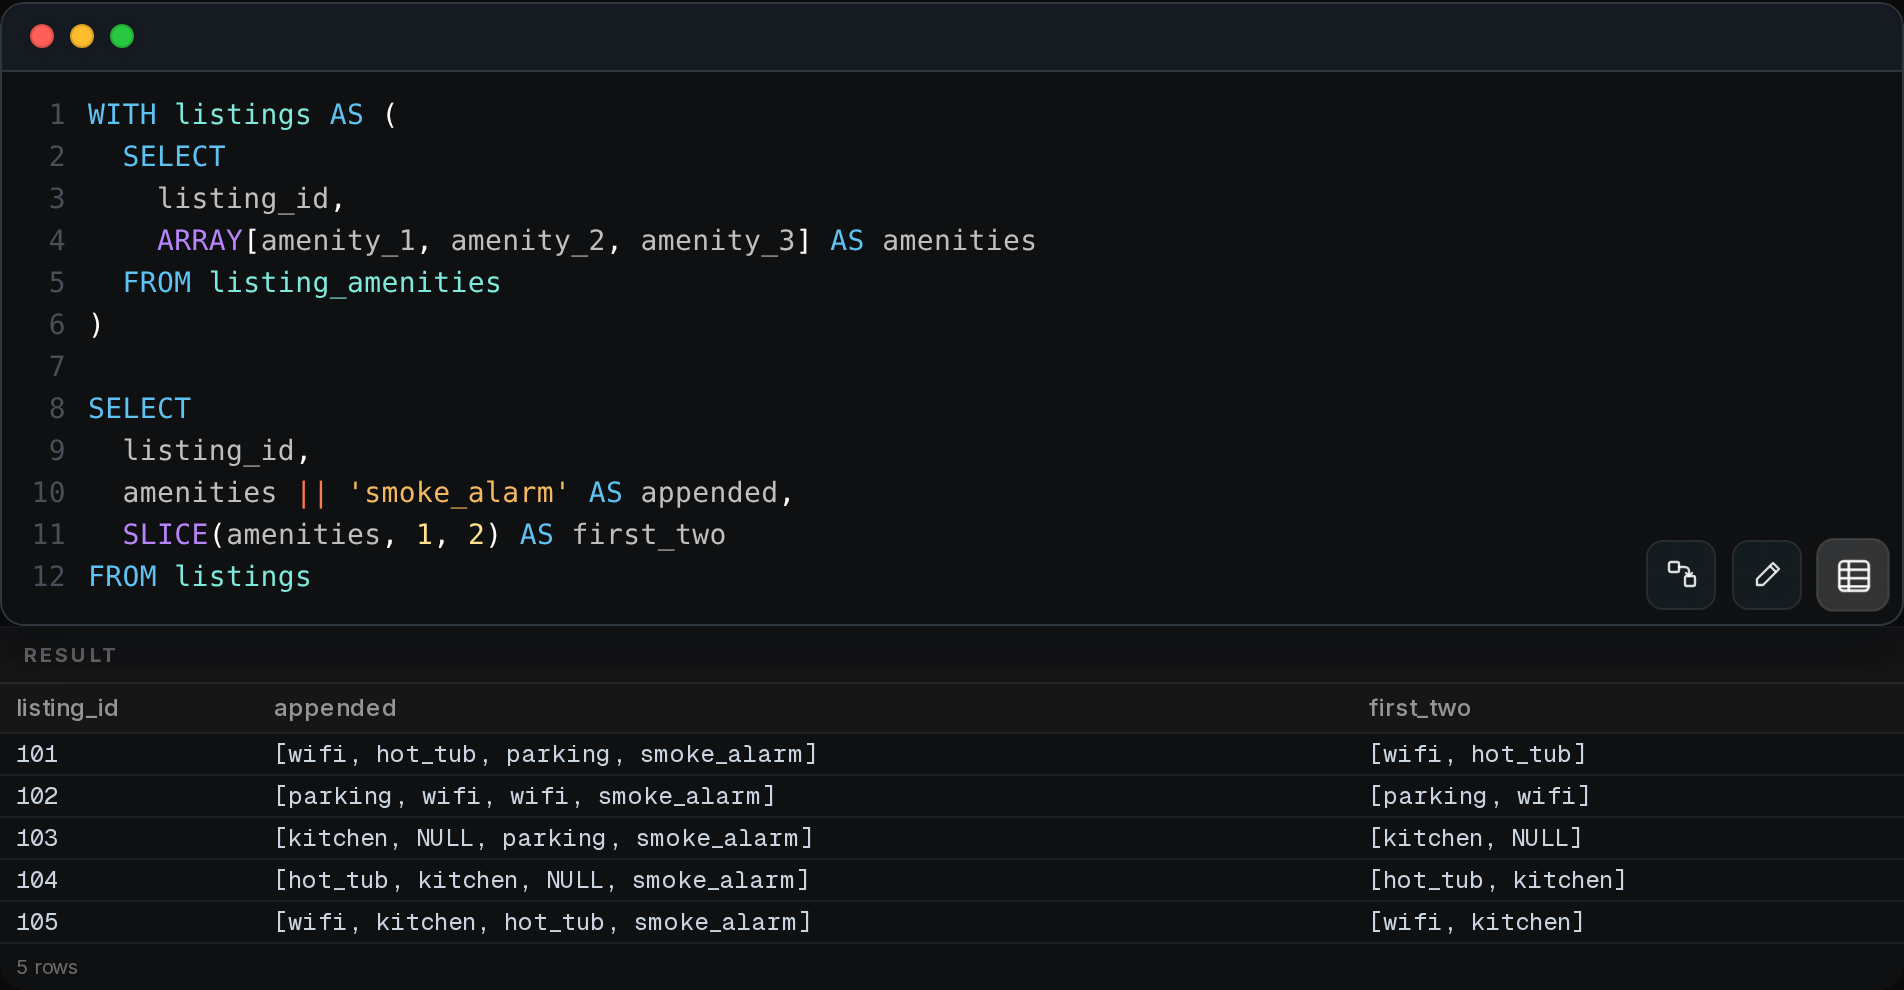 1 WITH listings AS (
2   SELECT
3     listing_id,
4     ARRAY[amenity_1, amenity_2, amenity_3] AS amenities
5   FROM listing_amenities
6 )
7
8 SELECT
9   listing_id,
10   amenities || 'smoke_alarm' AS appended,
11   SLICE(amenities, 1, 2) AS first_two
12 FROM listings
RESULT
listing_id appended first_two
101 [wifi, hot_tub, parking, smoke_alarm] [wifi, hot_tub]
102 [parking, wifi, wifi, smoke_alarm] [parking, wifi]
103 [kitchen, NULL, parking, smoke_alarm] [kitchen, NULL]
104 [hot_tub, kitchen, NULL, smoke_alarm] [hot_tub, kitchen]
105 [wifi, kitchen, hot_tub, smoke_alarm] [wifi, kitchen]
5 rows